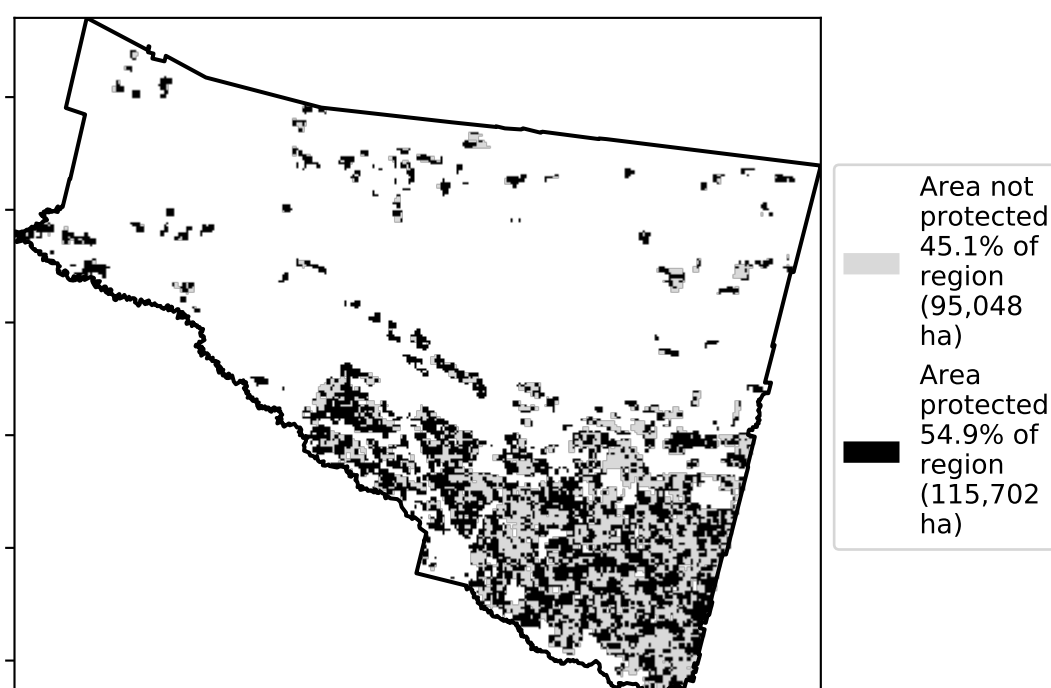 Area not
protected
45.1% of
region
(95,048
ha)
Area
protected
54.9% of
region
(115,702
ha)